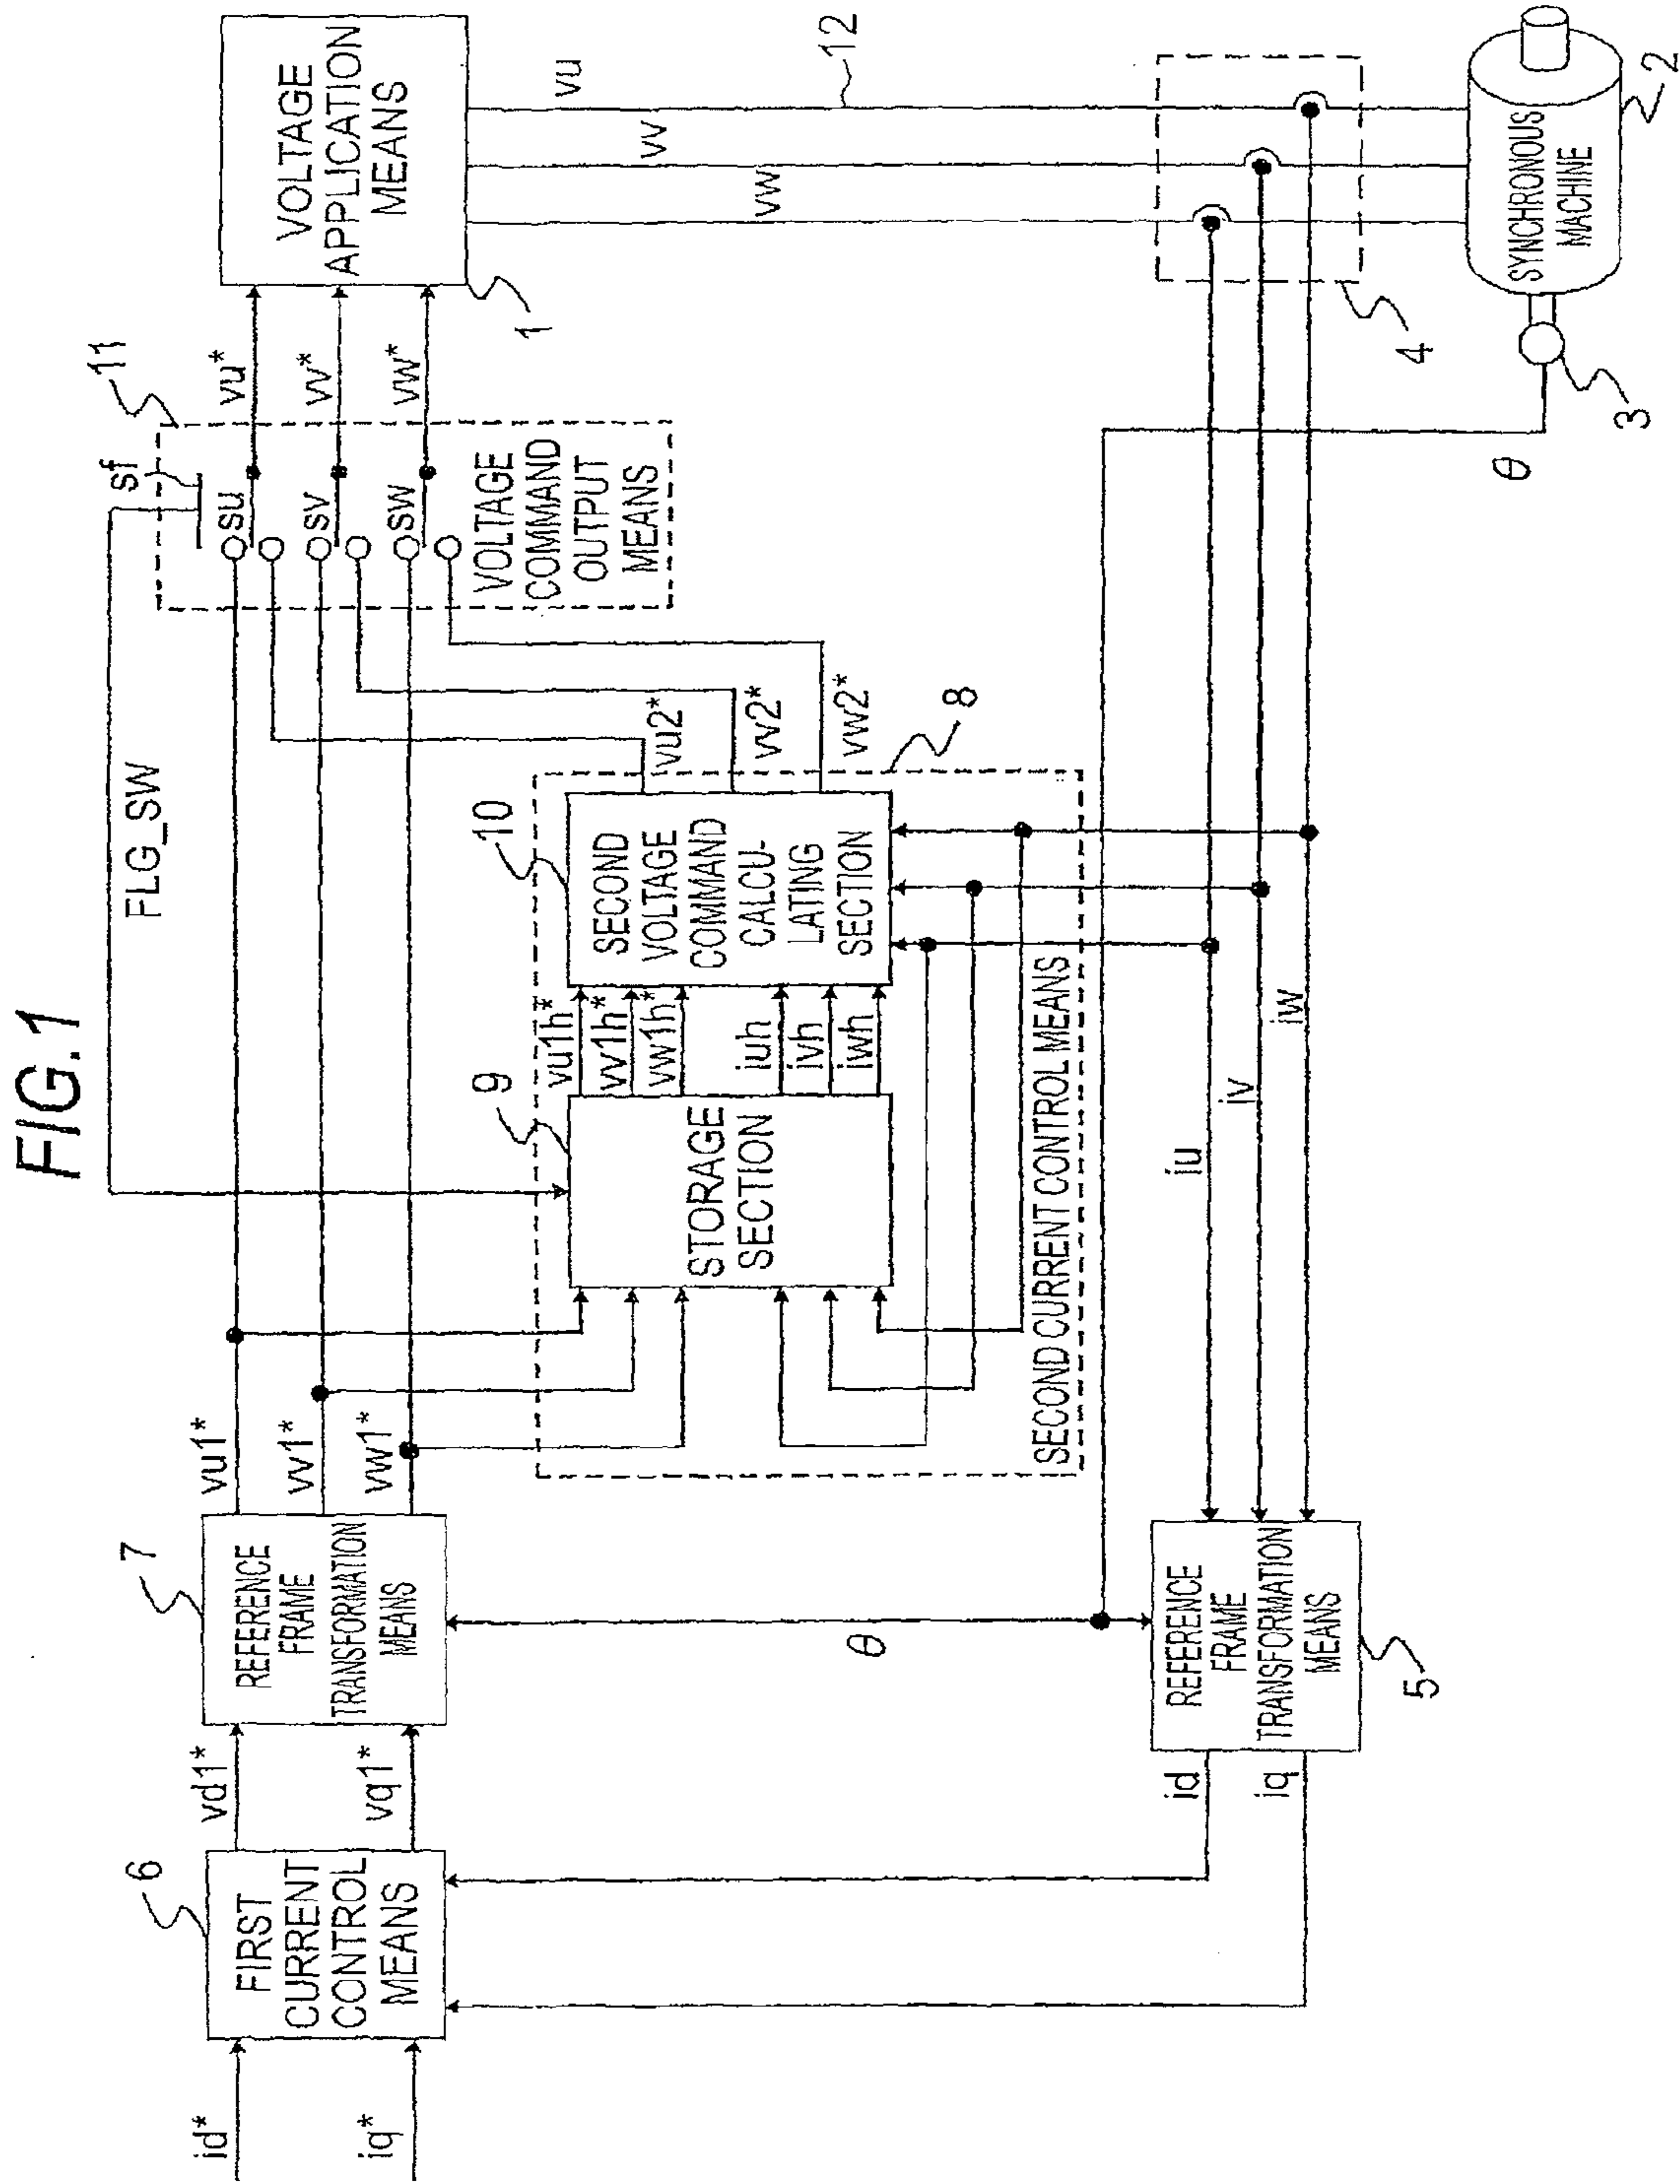 FIG.1
FLG_SW
sf
11
id*
iq*
6
FIRST
CURRENT
CONTROL
MEANS
vd1*
vq1*
7
REFERENCE
FRAME
TRANSFORMATION
MEANS
vu1*
vv1*
vw1*
su
sv
sw
VOLTAGE
COMMAND
OUTPUT
MEANS
vu*
vv*
vw*
VOLTAGE
APPLICATION
MEANS
1
9
STORAGE
SECTION
vu1h*
vv1h*
vw1h*
iuh
ivh
iwh
10
SECOND
VOLTAGE
COMMAND
CALCU-
LATING
SECTION
vu2*
vv2*
vw2*
8
SECOND CURRENT CONTROL MEANS
vu
vv
vw
12
θ
id
iq
REFERENCE
FRAME
TRANSFORMATION
MEANS
5
iu
iv
iw
4
θ
3
SYNCHRONOUS
MACHINE
2